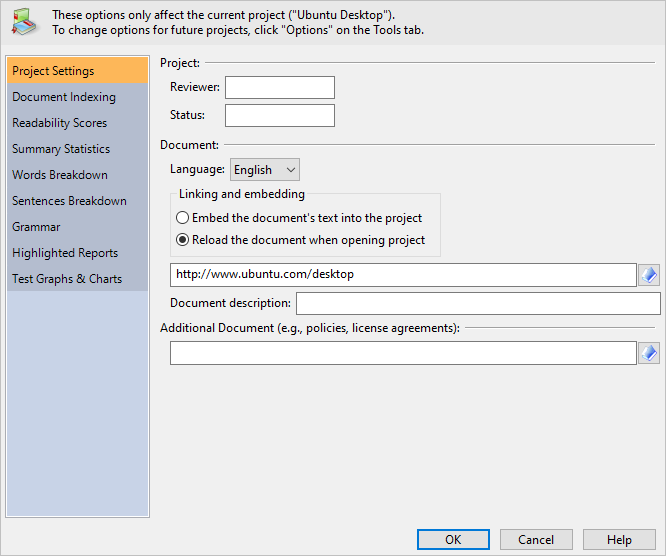 These options only affect the current project ("Ubuntu Desktop").
To change options for future projects, click "Options" on the Tools tab.
Project Settings
Document Indexing
Readability Scores
Summary Statistics
Words Breakdown
Sentences Breakdown
Grammar
Highlighted Reports
Test Graphs & Charts
Project:
Reviewer:
Status:
Document:
Language: English
Linking and embedding
Embed the document's text into the project
Reload the document when opening project
http://www.ubuntu.com/desktop
Document description:
Additional Document (e.g., policies, license agreements):
OK Cancel Help